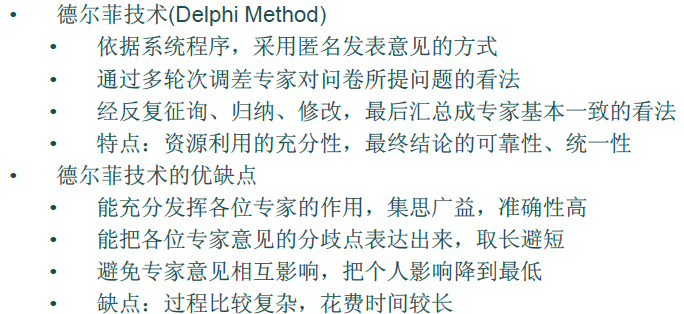 • 德尔菲技术(Delphi Method)
• 依据系统程序，采用匿名发表意见的方式
• 通过多轮次调差专家对问卷所提问题的看法
• 经反复征询、归纳、修改，最后汇总成专家基本一致的看法
• 特点：资源利用的充分性，最终结论的可靠性、统一性
• 德尔菲技术的优缺点
• 能充分发挥各位专家的作用，集思广益，准确性高
• 能把各位专家意见的分歧点表达出来，取长避短
• 避免专家意见相互影响，把个人影响降到最低
• 缺点：过程比较复杂，花费时间较长